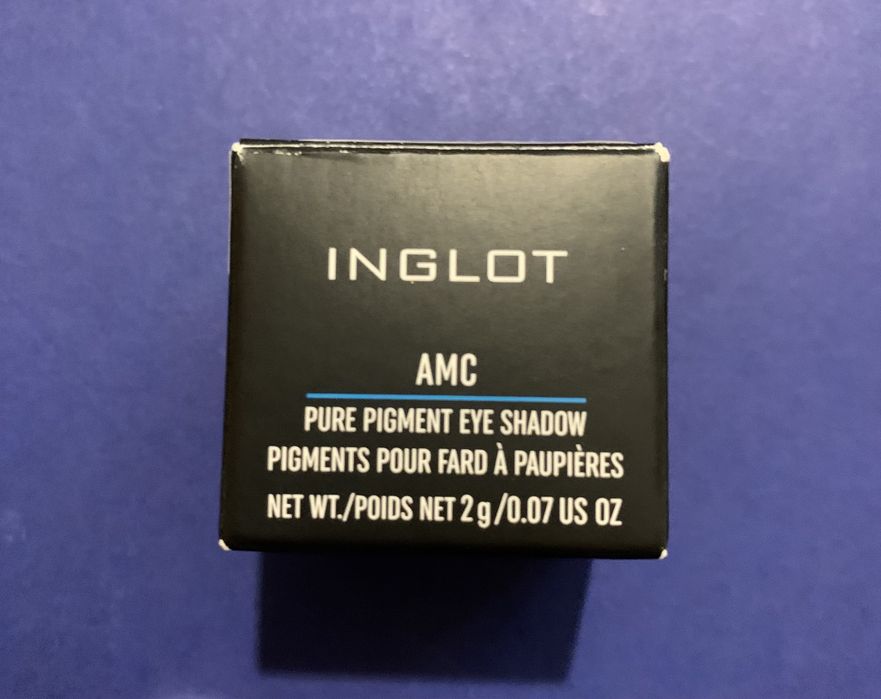 INGLOT
AMC
PURE PIGMENT EYE SHADOW
PIGMENTS POUR FARD À PAUPIÈRES
NET WT./POIDS NET 2 g/0.07 US OZ